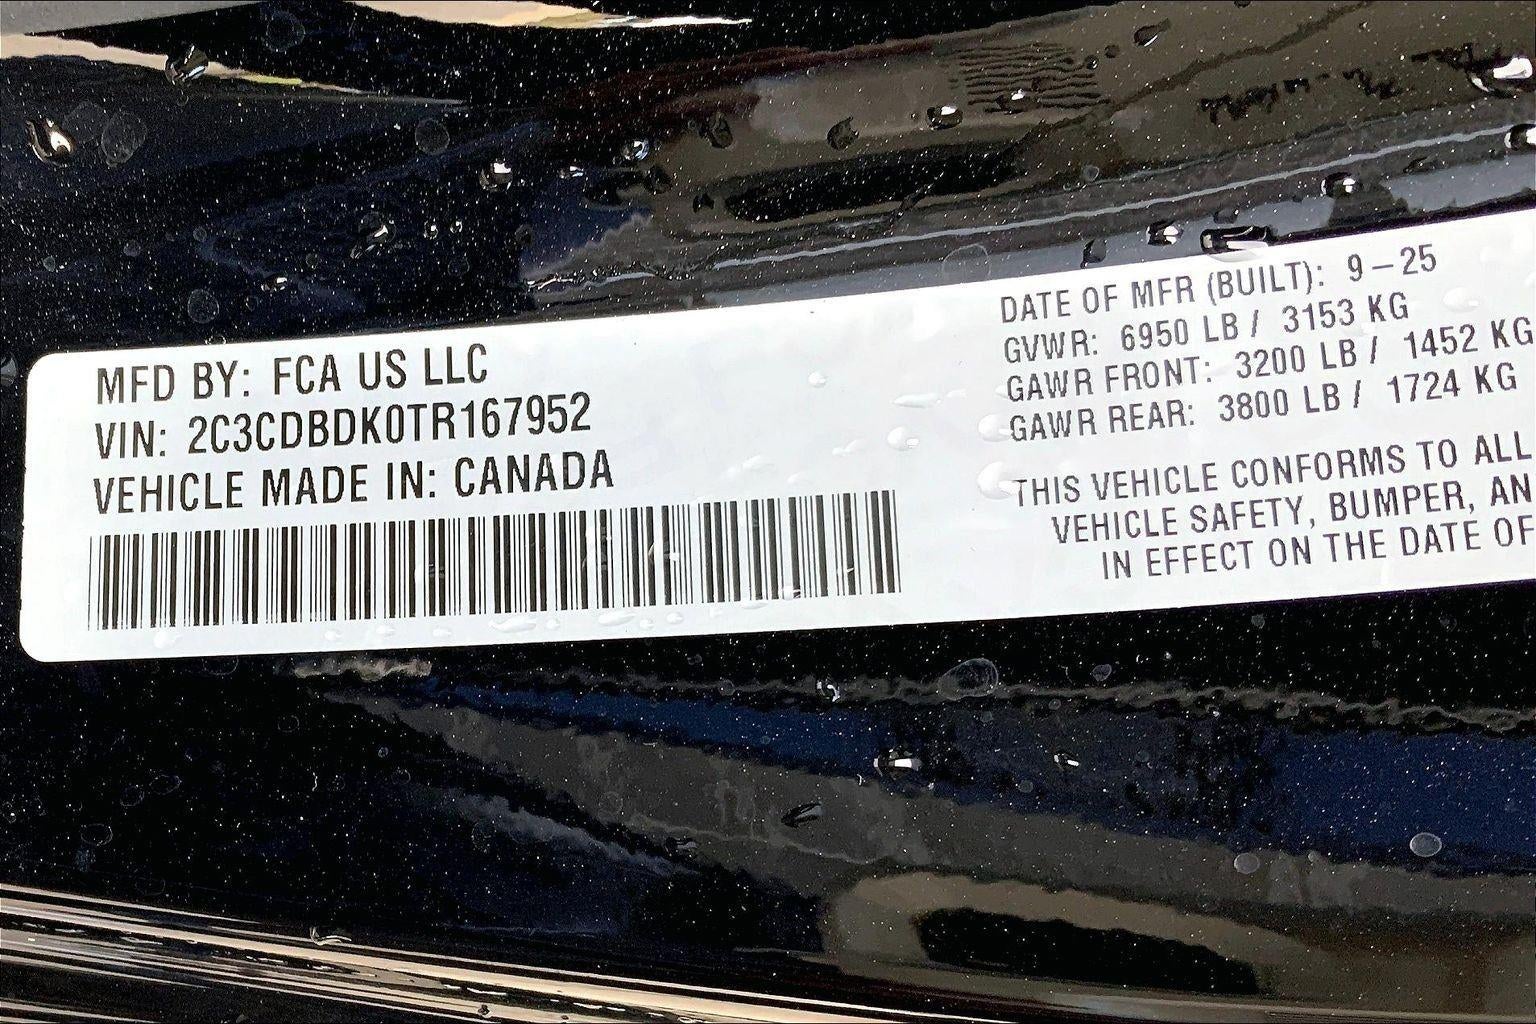 MFD BY: FCA US LLC
VIN: 2C3CDBDK0TR167952
VEHICLE MADE IN: CANADA
DATE OF MFR (BUILT): 9-25
GVWR: 6950 LB / 3153 KG
GAWR FRONT: 3200 LB / 1452 KG
GAWR REAR: 3800 LB / 1724 KG
THIS VEHICLE CONFORMS TO ALL
VEHICLE SAFETY, BUMPER, AN
IN EFFECT ON THE DATE OF